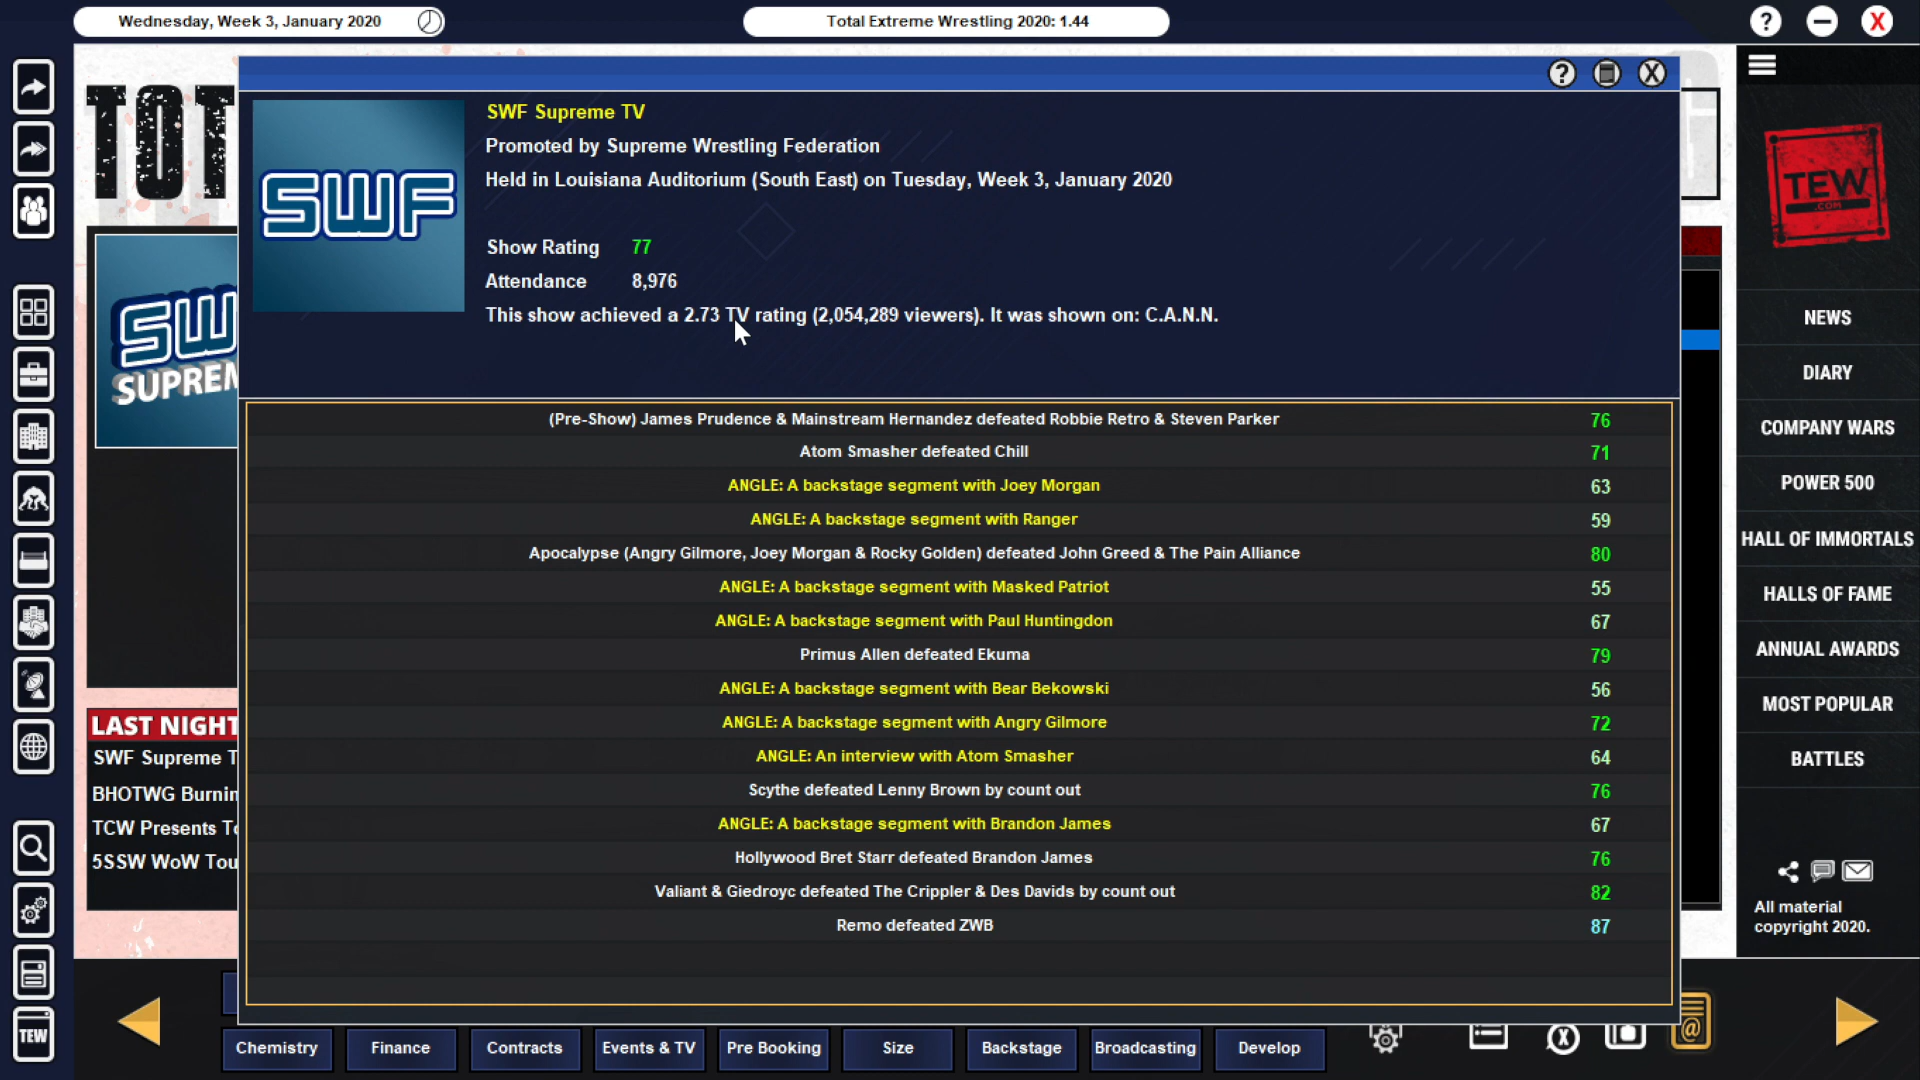 Wednesday, Week 3, January 2020
Total Extreme Wrestling 2020: 1.44
?
X
TOT
SWF
SWF Supreme TV
Promoted by Supreme Wrestling Federation
Held in Louisiana Auditorium (South East) on Tuesday, Week 3, January 2020
Show Rating 77
Attendance 8,976
This show achieved a 2.73 TV rating (2,054,289 viewers). It was shown on: C.A.N.N.
(Pre-Show) James Prudence & Mainstream Hernandez defeated Robbie Retro & Steven Parker 76
Atom Smasher defeated Chill 71
ANGLE: A backstage segment with Joey Morgan 63
ANGLE: A backstage segment with Ranger 59
Apocalypse (Angry Gilmore, Joey Morgan & Rocky Golden) defeated John Greed & The Pain Alliance 80
ANGLE: A backstage segment with Masked Patriot 55
ANGLE: A backstage segment with Paul Huntingdon 67
Primus Allen defeated Ekuma 79
ANGLE: A backstage segment with Bear Bekowski 56
ANGLE: A backstage segment with Angry Gilmore 72
ANGLE: An interview with Atom Smasher 64
Scythe defeated Lenny Brown by count out 76
ANGLE: A backstage segment with Brandon James 67
Hollywood Bret Starr defeated Brandon James 76
Valiant & Giedroyc defeated The Crippler & Des Davids by count out 82
Remo defeated ZWB 87
SW
SUPREM
LAST NIGHT
SWF Supreme T
BHOTWG Burnin
TCW Presents To
5SSW WoW Tou
TEW
.COM
NEWS
DIARY
COMPANY WARS
POWER 500
HALL OF IMMORTALS
HALLS OF FAME
ANNUAL AWARDS
MOST POPULAR
BATTLES
All material
copyright 2020.
TEW
Chemistry
Finance
Contracts
Events & TV
Pre Booking
Size
Backstage
Broadcasting
Develop